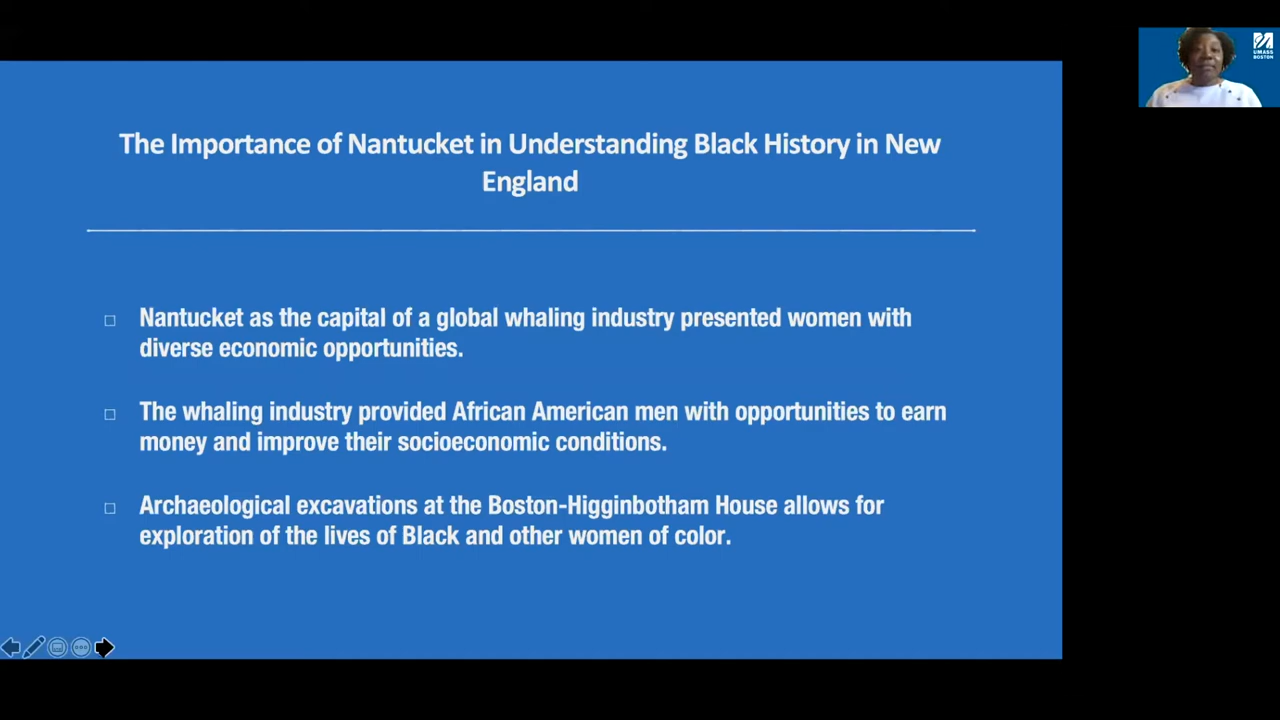 UMASS
BOSTON
The Importance of Nantucket in Understanding Black History in New
England
Nantucket as the capital of a global whaling industry presented women with
diverse economic opportunities.
The whaling industry provided African American men with opportunities to earn
money and improve their socioeconomic conditions.
Archaeological excavations at the Boston-Higginbotham House allows for
exploration of the lives of Black and other women of color.